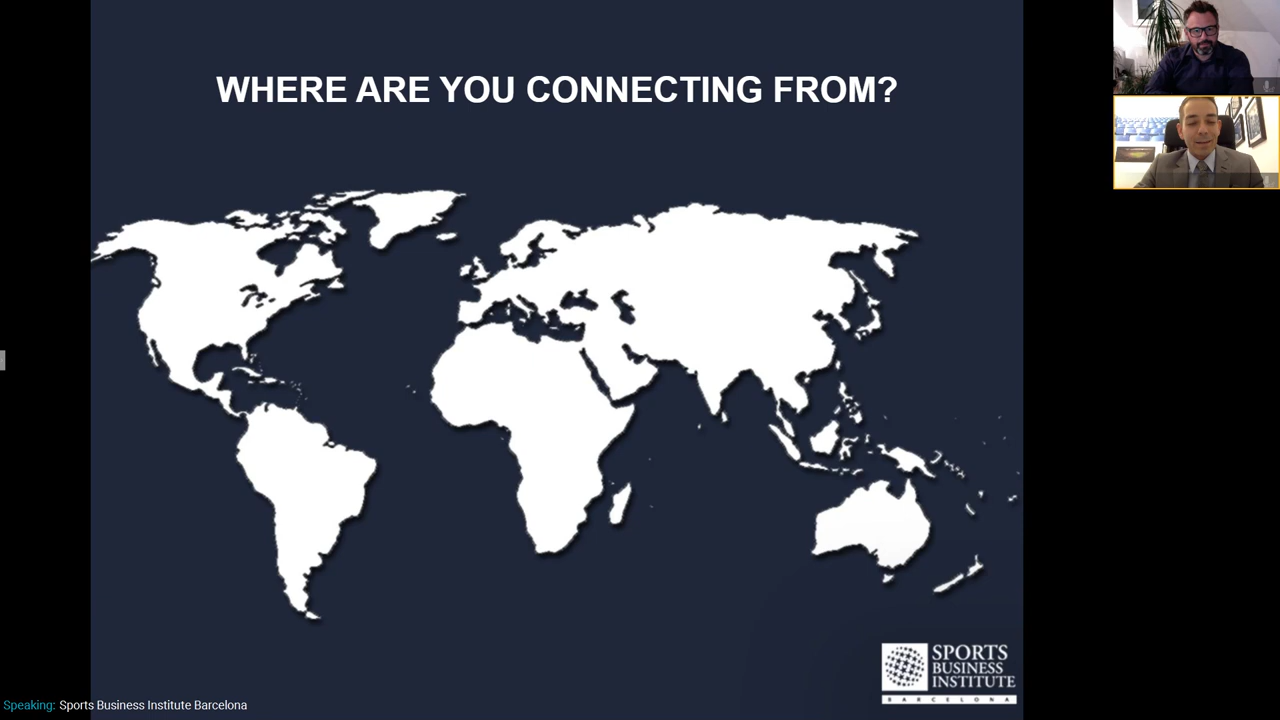 WHERE ARE YOU CONNECTING FROM?
SPORTS
BUSINESS
INSTITUTE
BARCELONA
Speaking: Sports Business Institute Barcelona